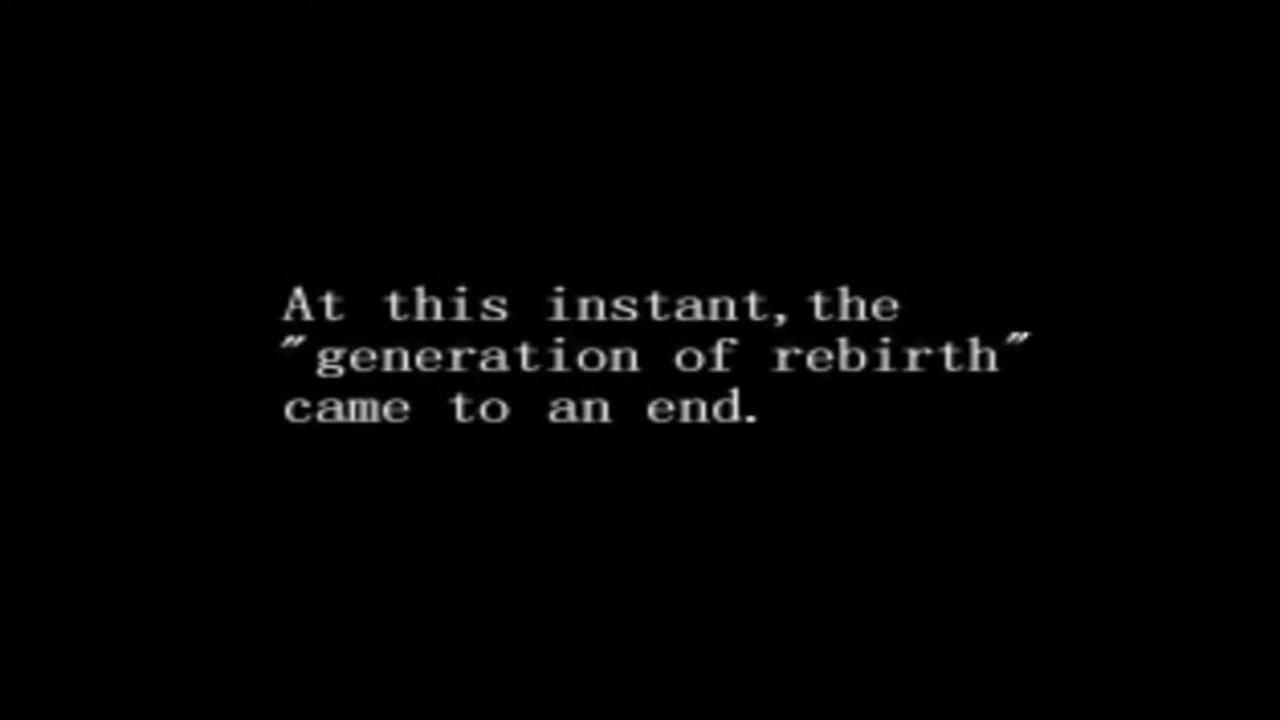 At this instant,the
"generation of rebirth"
came to an end.